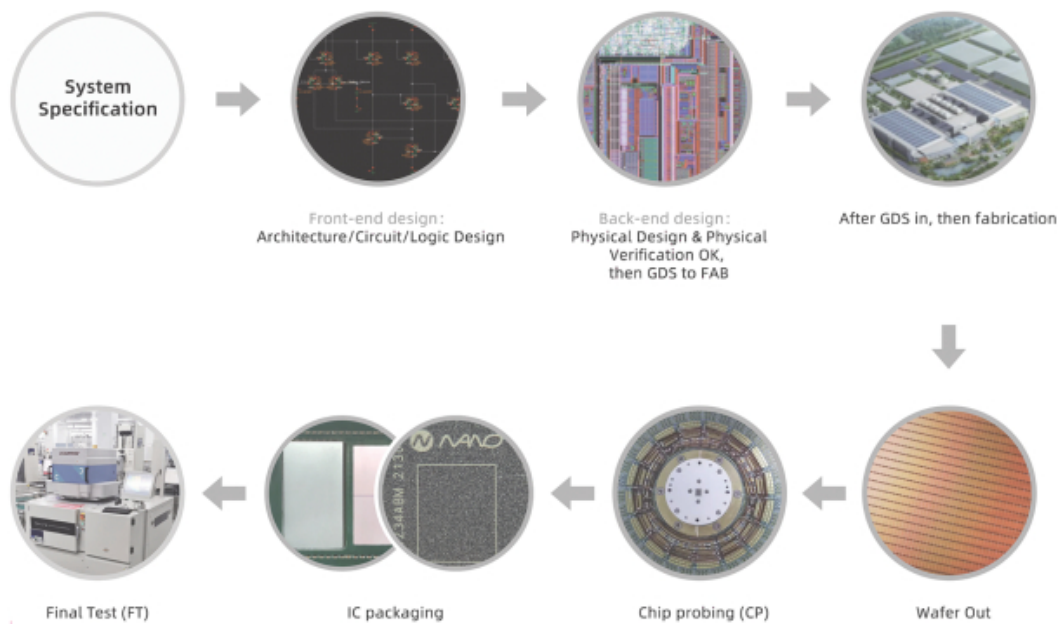 System
Specification
Front-end design:
Architecture/Circuit/Logic Design
Back-end design:
Physical Design & Physical
Verification OK,
then GDS to FAB
After GDS in, then fabrication
NANO
Final Test (FT)
IC packaging
Chip probing (CP)
Wafer Out